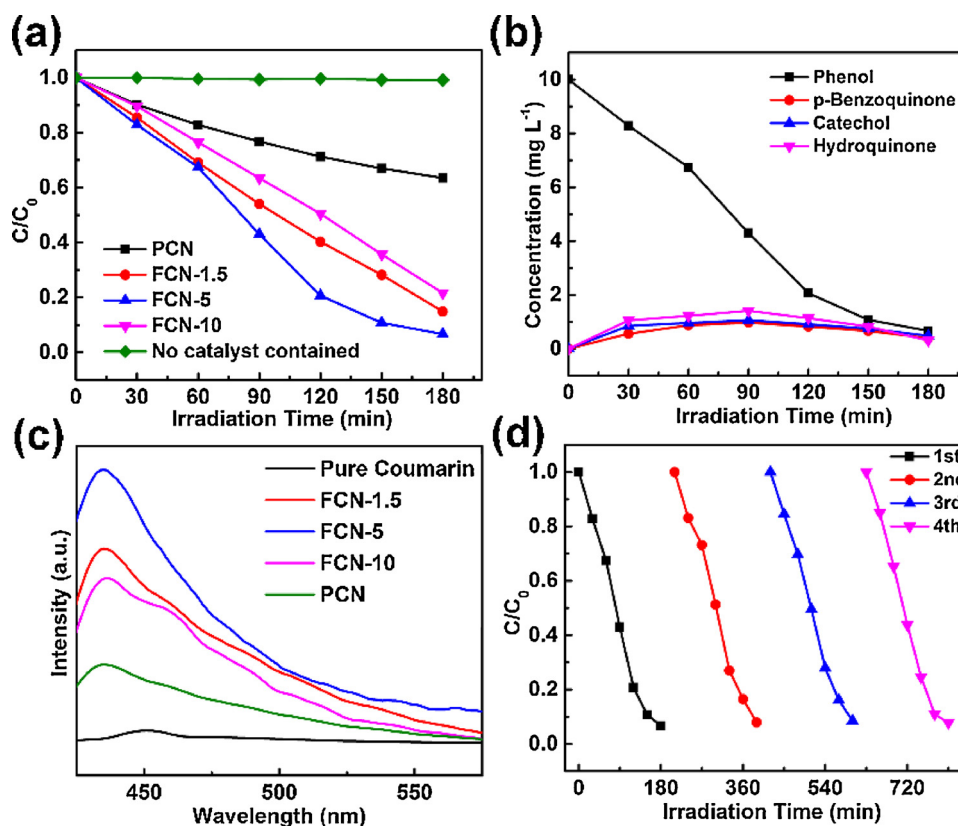 (a)
1.0
0.8
0.6
0.4
0.2
0.0
C/C₀
PCN
FCN-1.5
FCN-5
FCN-10
No catalyst contained
0 30 60 90 120 150 180
Irradiation Time (min)
(b)
10
8
6
4
2
0
Concentration (mg L⁻¹)
Phenol
p-Benzoquinone
Catechol
Hydroquinone
0 30 60 90 120 150 180
Irradiation Time (min)
(c)
Intensity (a.u.)
Pure Coumarin
FCN-1.5
FCN-5
FCN-10
PCN
450 500 550
Wavelength (nm)
(d)
1.0
0.8
0.6
0.4
0.2
0.0
C/C₀
1st
2nd
3rd
4th
0 180 360 540 720
Irradiation Time (min)